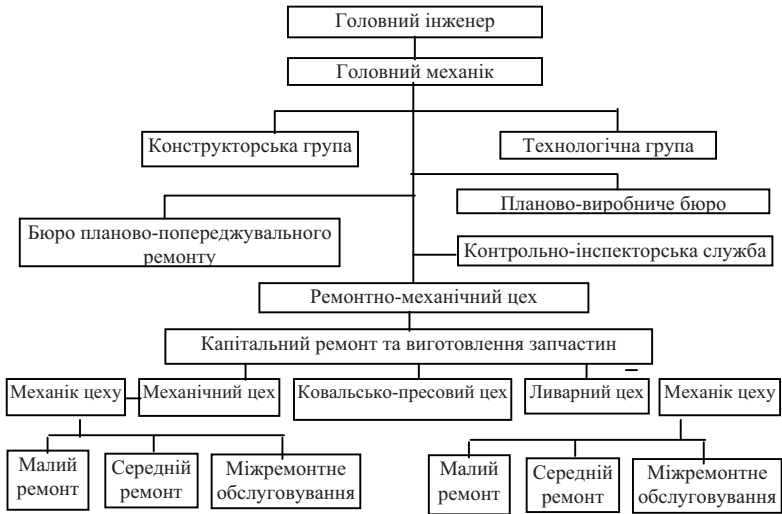 Головний інженер
Головний механік
Конструкторська група
Технологічна група
Планово-виробниче бюро
Бюро планово-попереджувального
ремонту
Контрольно-інспекторська служба
Ремонтно-механічний цех
Капітальний ремонт та виготовлення запчастин
Механік цеху
Механічний цех
Ковальсько-пресовий цех
Ливарний цех
Механік цеху
Малий
ремонт
Середній
ремонт
Міжремонтне
обслуговування
Малий
ремонт
Середній
ремонт
Міжремонтне
обслуговування